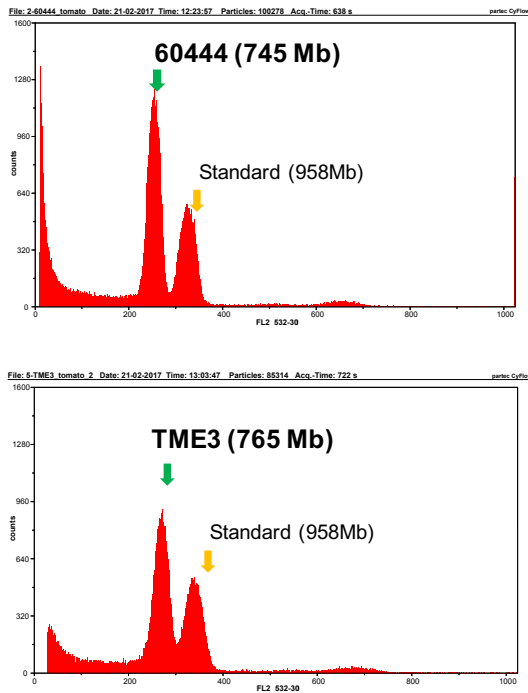 File: 2-60444_tomato Date: 21-02-2017 Time: 12:23:57 Particles: 100278 Acq.-Time: 638 s partec CyFlow
60444 (745 Mb)
Standard (958Mb)
counts
1600
1280
960
640
320
0
0 200 400 600 800 1000
FL2 532-30
File: 5-TME3_tomato_2 Date: 21-02-2017 Time: 13:03:47 Particles: 85314 Acq.-Time: 722 s partec CyFlow
TME3 (765 Mb)
Standard (958Mb)
counts
1600
1280
960
640
320
0
0 200 400 600 800 1000
FL2 532-30